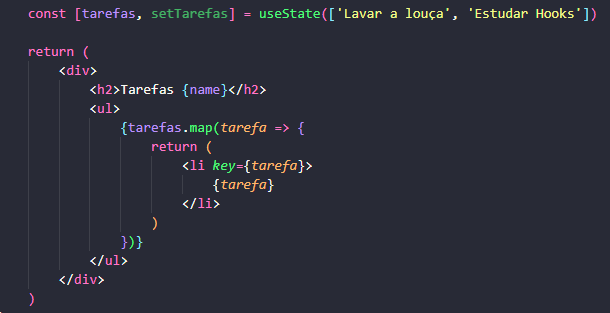 const [tarefas, setTarefas] = useState(['Lavar a louça', 'Estudar Hooks'])
return (
<div>
<h2>Tarefas {name}</h2>
<ul>
{tarefas.map(tarefa => {
return (
<li key={tarefa}>
{tarefa}
</li>
)
})}
</ul>
</div>
)